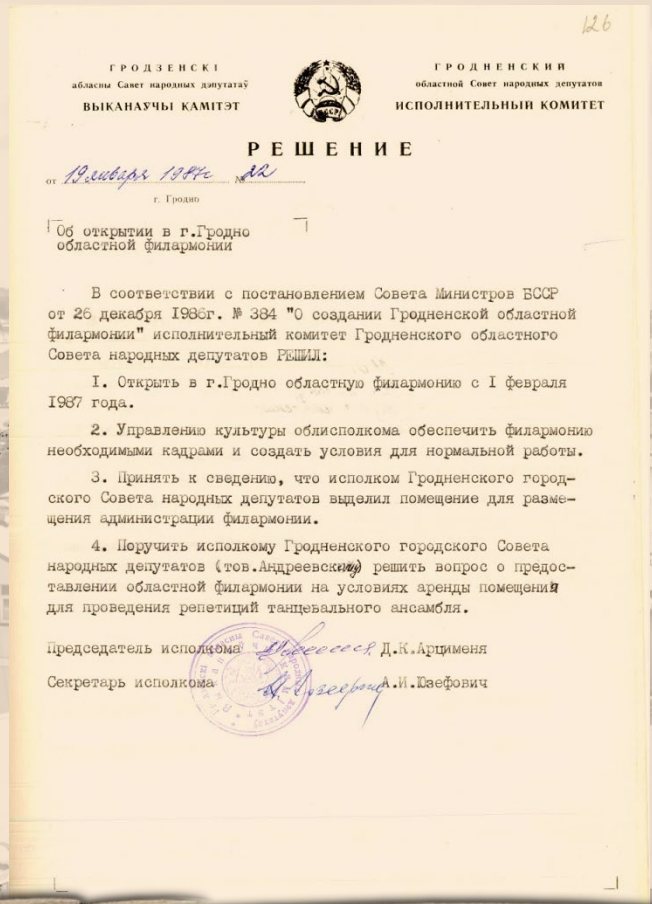 126
ГРОДЗЕНСКІ
абласны Савет народных дэпутатаў
ВЫКАНАУЧЫ КАМІТЭТ
ГРОДНЕНСКИЙ
областной Совет народных депутатов
ИСПОЛНИТЕЛЬНЫЙ КОМИТЕТ
БССР
РЕШЕНИЕ
от 19 января 1987г № 22
г. Гродно
Об открытии в г.Гродно
областной филармонии
В соответствии с постановлением Совета Министров БССР
от 26 декабря 1986г. № 384 "О создании Гродненской областной
филармонии" исполнительный комитет Гродненского областного
Совета народных депутатов РЕШИЛ:
I. Открыть в г.Гродно областную филармонию с I февраля
I987 года.
2. Управлению культуры облисполкома обеспечить филармонию
необходимыми кадрами и создать условия для нормальной работы.
3. Принять к сведению, что исполком Гродненского город-
ского Совета народных депутатов выделил помещение для разме-
щения администрации филармонии.
4. Поручить исполкому Гродненского городского Совета
народных депутатов (тов.Андреевскому) решить вопрос о предос-
тавлении областной филармонии на условиях аренды помещений
для проведения репетиций танцевального ансамбля.
Председатель исполкома Д.К.Арцименя
Секретарь исполкома А.И.Юзефович